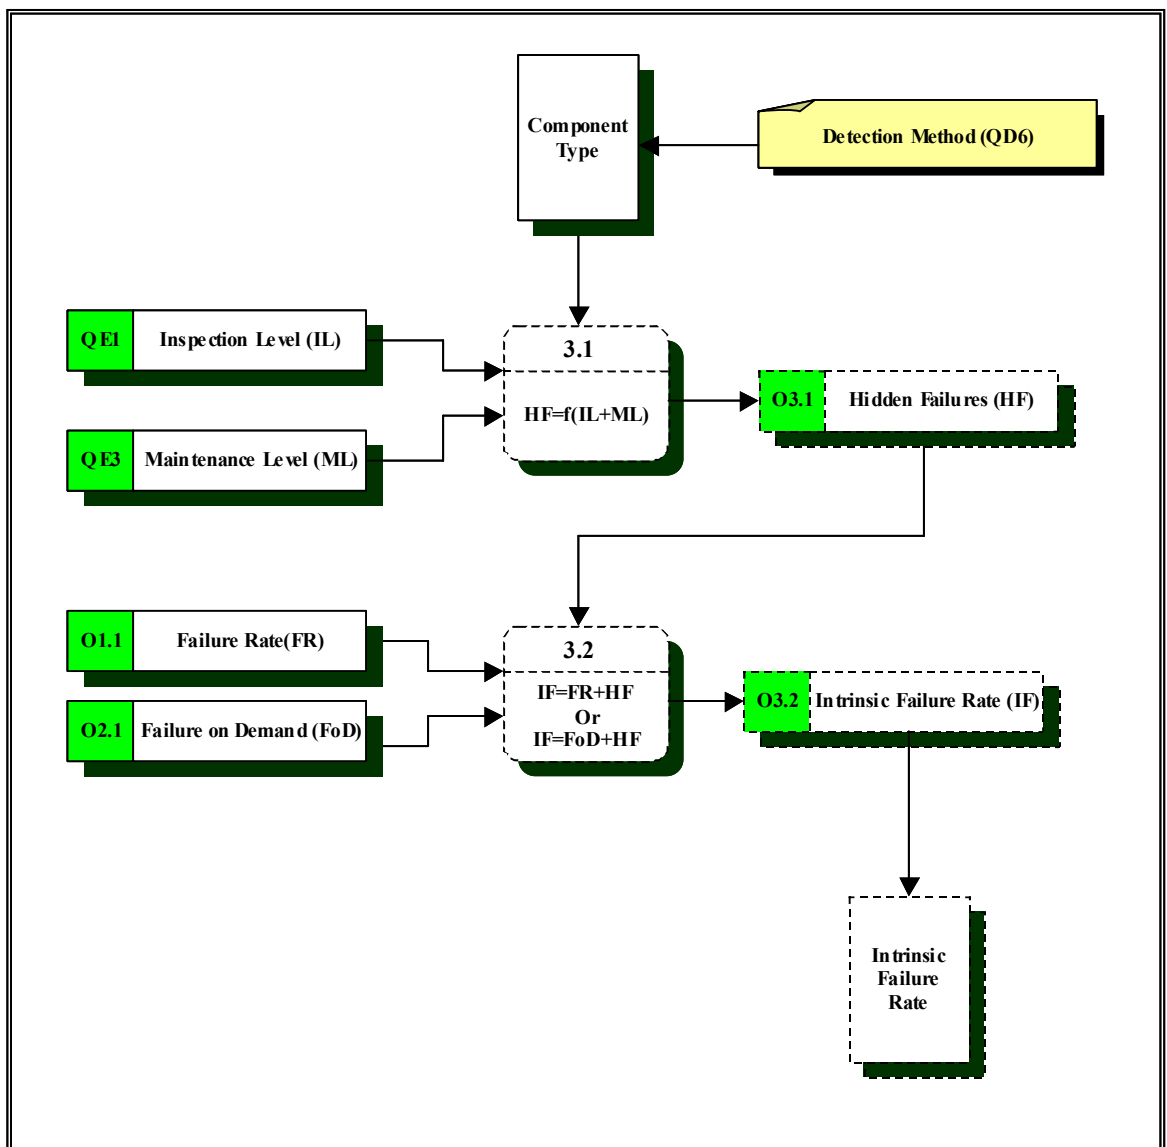 Component
Type
Detection Method (QD6)
QE1
Inspection Level (IL)
3.1
HF=f(IL+ML)
O3.1
Hidden Failures (HF)
QE3
Maintenance Level (ML)
O1.1
Failure Rate(FR)
3.2
IF=FR+HF
Or
IF=FoD+HF
O3.2
Intrinsic Failure Rate (IF)
O2.1
Failure on Demand (FoD)
Intrinsic
Failure
Rate